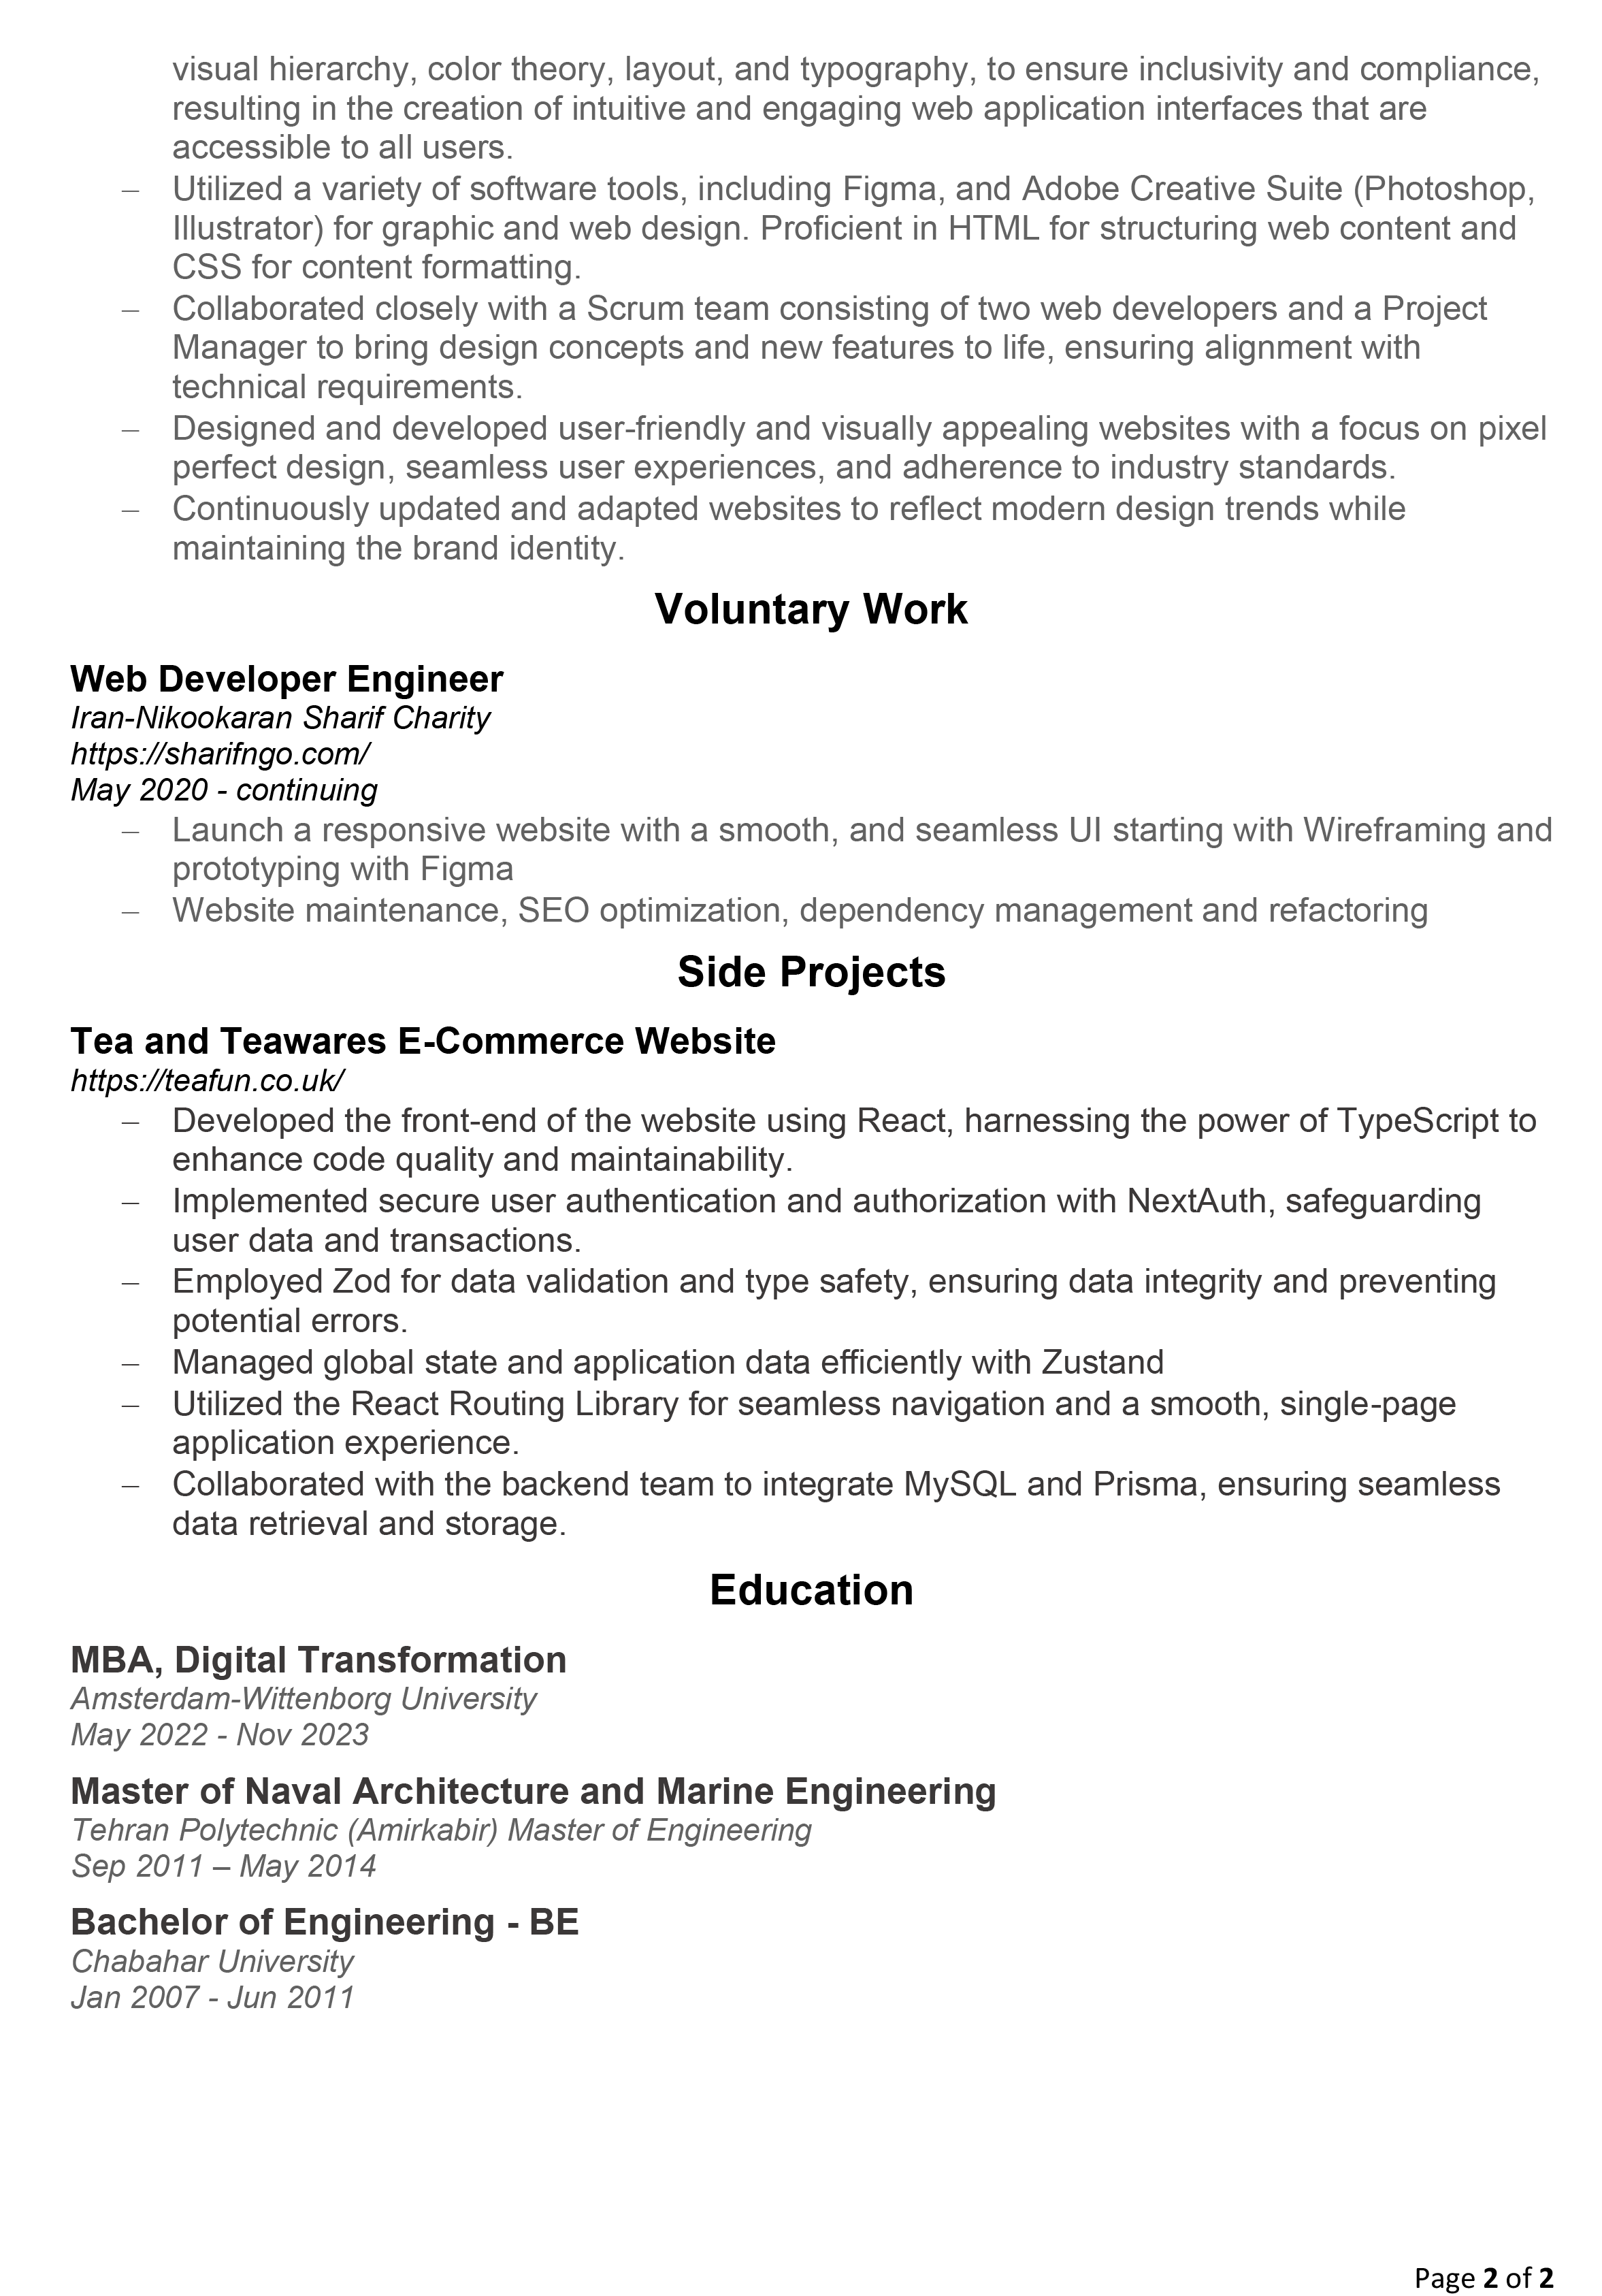 visual hierarchy, color theory, layout, and typography, to ensure inclusivity and compliance,
resulting in the creation of intuitive and engaging web application interfaces that are
accessible to all users.
– Utilized a variety of software tools, including Figma, and Adobe Creative Suite (Photoshop,
Illustrator) for graphic and web design. Proficient in HTML for structuring web content and
CSS for content formatting.
– Collaborated closely with a Scrum team consisting of two web developers and a Project
Manager to bring design concepts and new features to life, ensuring alignment with
technical requirements.
– Designed and developed user-friendly and visually appealing websites with a focus on pixel
perfect design, seamless user experiences, and adherence to industry standards.
– Continuously updated and adapted websites to reflect modern design trends while
maintaining the brand identity.
Voluntary Work
Web Developer Engineer
Iran-Nikookaran Sharif Charity
https://sharifngo.com/
May 2020 - continuing
– Launch a responsive website with a smooth, and seamless UI starting with Wireframing and
prototyping with Figma
– Website maintenance, SEO optimization, dependency management and refactoring
Side Projects
Tea and Teawares E-Commerce Website
https://teafun.co.uk/
– Developed the front-end of the website using React, harnessing the power of TypeScript to
enhance code quality and maintainability.
– Implemented secure user authentication and authorization with NextAuth, safeguarding
user data and transactions.
– Employed Zod for data validation and type safety, ensuring data integrity and preventing
potential errors.
– Managed global state and application data efficiently with Zustand
– Utilized the React Routing Library for seamless navigation and a smooth, single-page
application experience.
– Collaborated with the backend team to integrate MySQL and Prisma, ensuring seamless
data retrieval and storage.
Education
MBA, Digital Transformation
Amsterdam-Wittenborg University
May 2022 - Nov 2023
Master of Naval Architecture and Marine Engineering
Tehran Polytechnic (Amirkabir) Master of Engineering
Sep 2011 – May 2014
Bachelor of Engineering - BE
Chabahar University
Jan 2007 - Jun 2011
Page 2 of 2